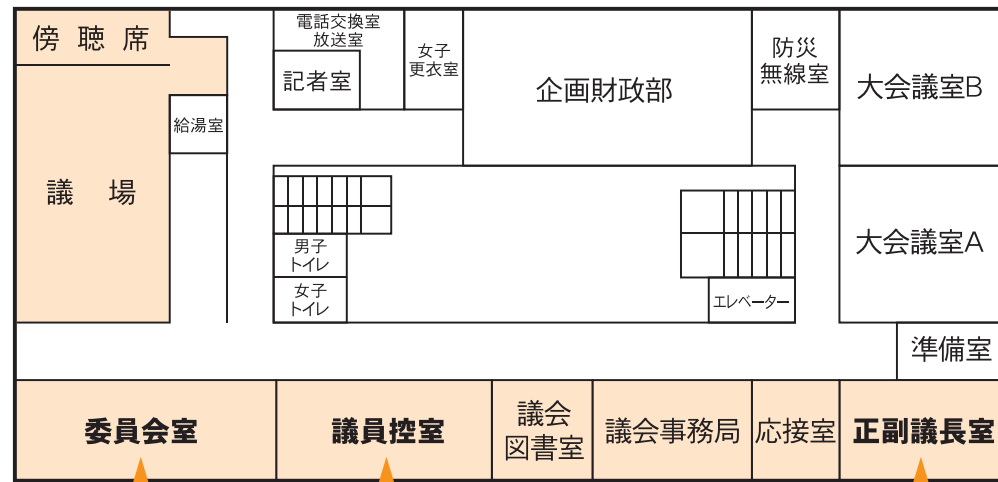 傍聴席
電話交換室
放送室
女子
更衣室
記者室
企画財政部
防災
無線室
大会議室B
給湯室
議場
大会議室A
男子
トイレ
女子
トイレ
エレベーター
準備室
委員会室
議員控室
議会
図書室
議会事務局
応接室
正副議長室